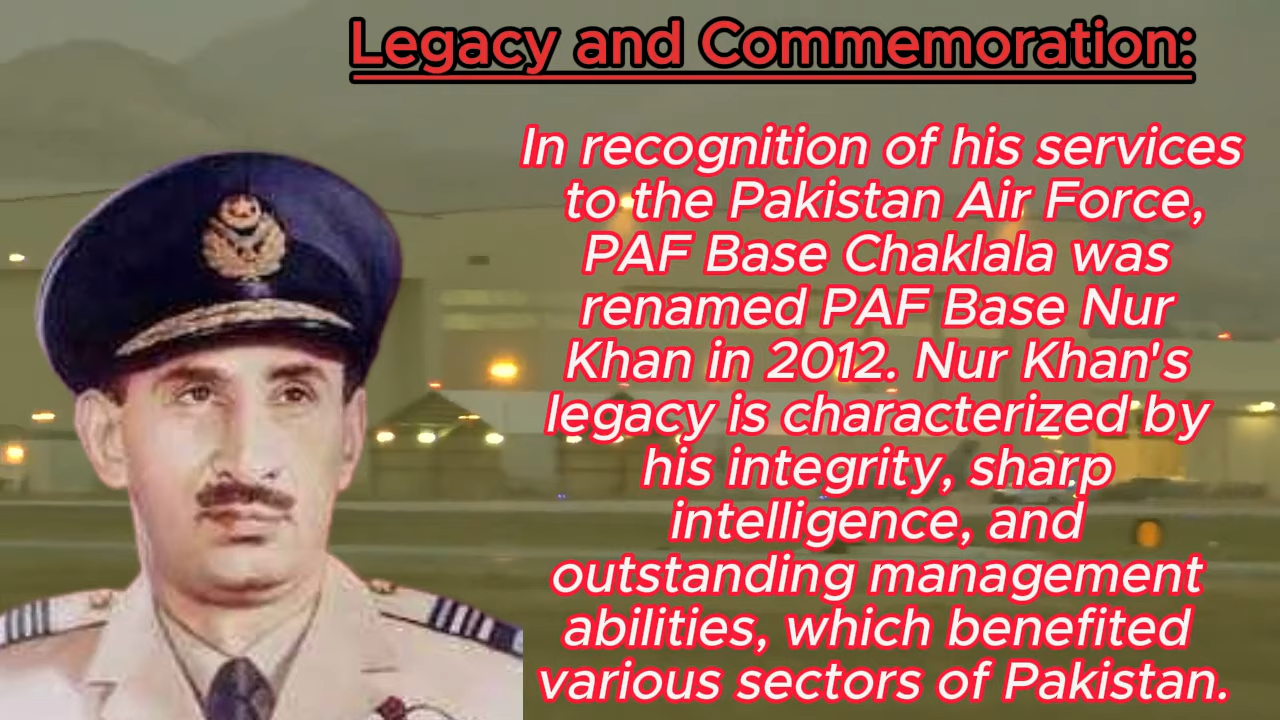 Legacy and Commemoration:
In recognition of his services
to the Pakistan Air Force,
PAF Base Chaklala was
renamed PAF Base Nur
Khan in 2012. Nur Khan's
legacy is characterized by
his integrity, sharp
intelligence, and
outstanding management
abilities, which benefited
various sectors of Pakistan.